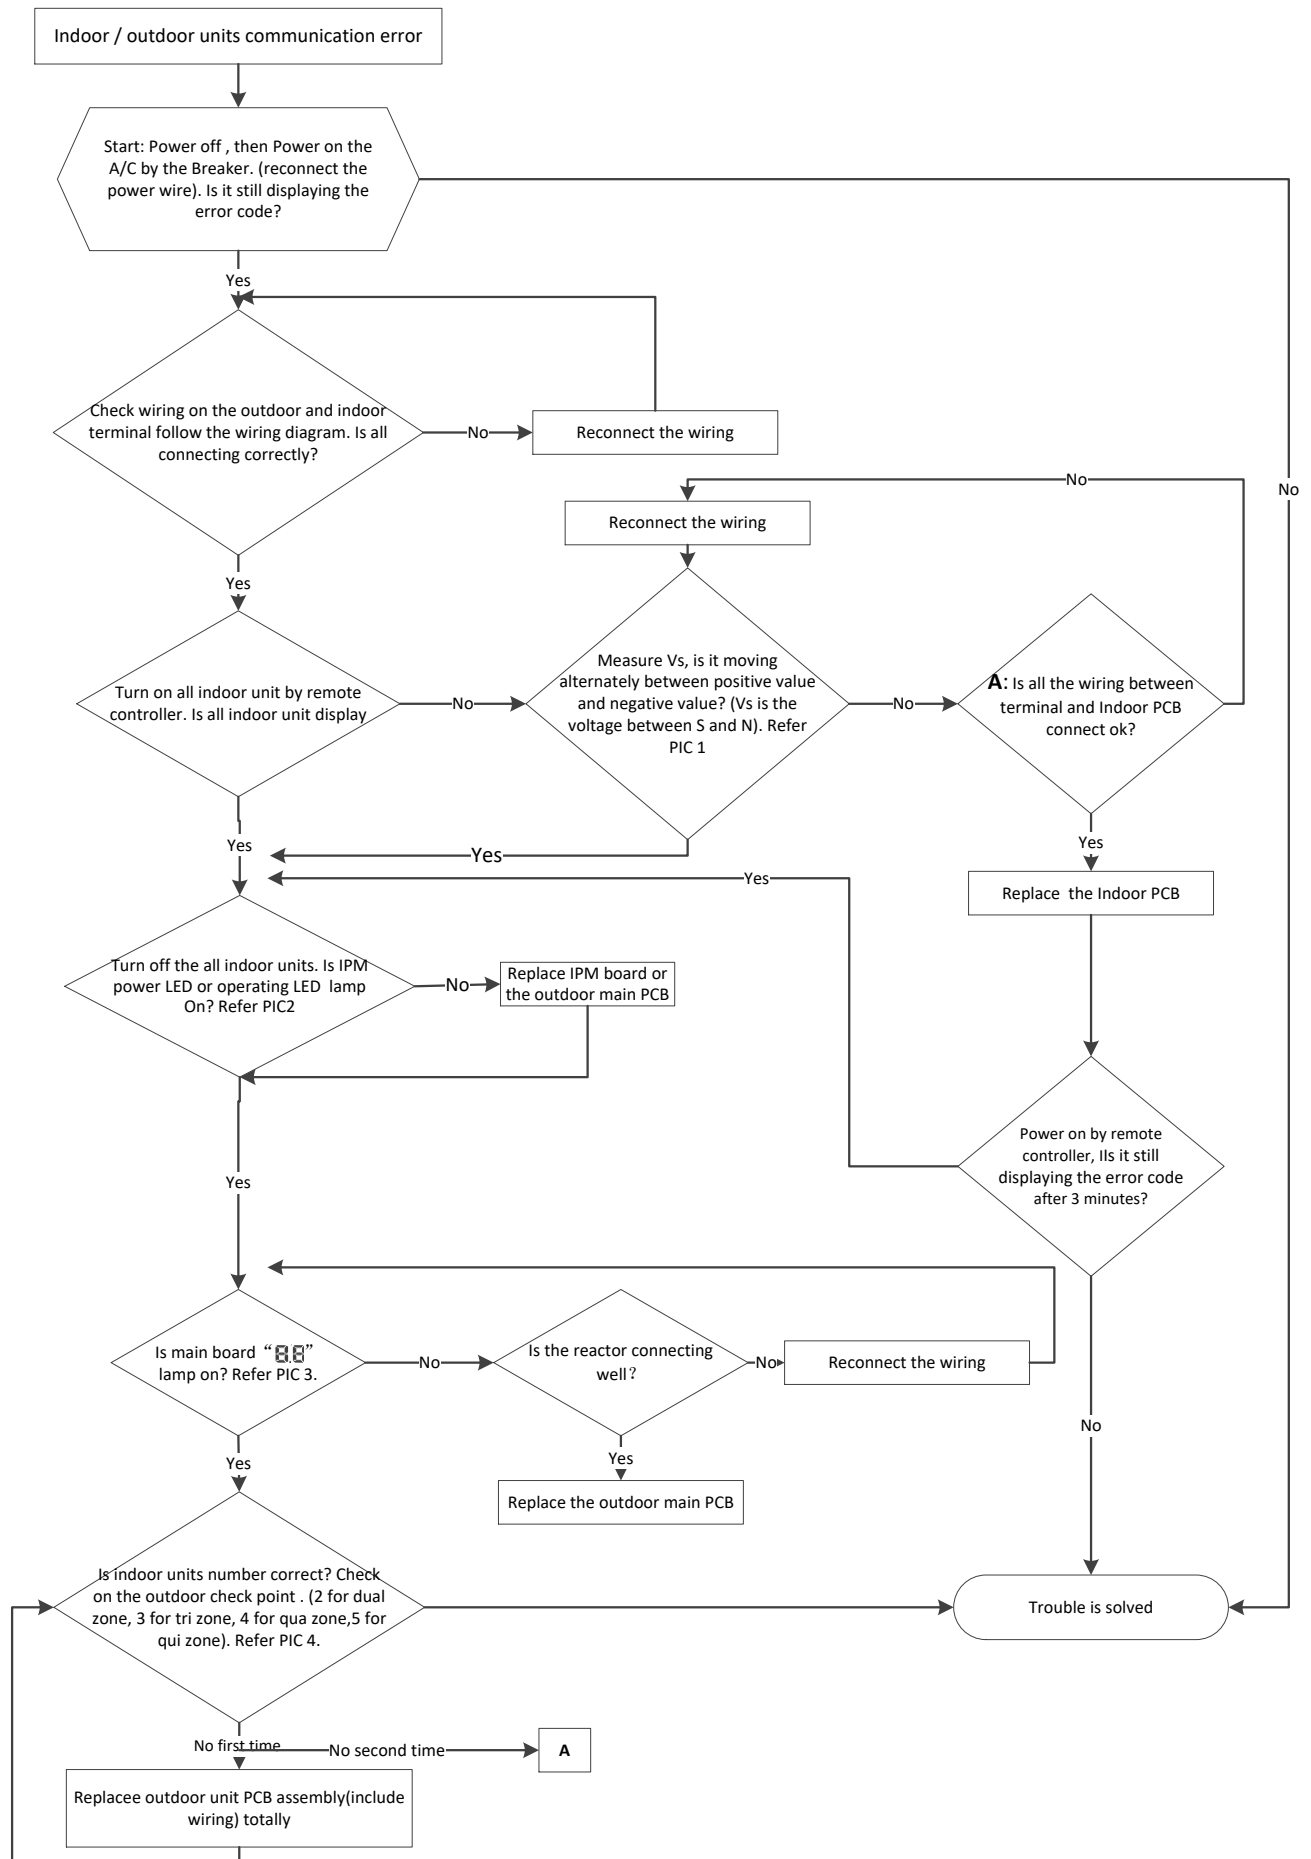 Indoor / outdoor units communication error
Start: Power off , then Power on the
A/C by the Breaker. (reconnect the
power wire). Is it still displaying the
error code?
Yes
Check wiring on the outdoor and indoor
terminal follow the wiring diagram. Is all
connecting correctly?
No
Reconnect the wiring
No
No
Reconnect the wiring
Yes
Turn on all indoor unit by remote
controller. Is all indoor unit display
No
Measure Vs, is it moving
alternately between positive value
and negative value? (Vs is the
voltage between S and N). Refer
PIC 1
No
A: Is all the wiring between
terminal and Indoor PCB
connect ok?
Yes
Yes
Yes
Yes
Replace  the Indoor PCB
Turn off the all indoor units. Is IPM
power LED or operating LED  lamp
On? Refer PIC2
No
Replace IPM board or
the outdoor main PCB
Power on by remote
controller, IIs it still
displaying the error code
after 3 minutes?
Yes
Is main board “8.8”
lamp on? Refer PIC 3.
No
Is the reactor connecting
well?
No
Reconnect the wiring
No
Yes
Yes
Replace the outdoor main PCB
Is indoor units number correct? Check
on the outdoor check point . (2 for dual
zone, 3 for tri zone, 4 for qua zone,5 for
qui zone). Refer PIC 4.
Trouble is solved
No first time
No second time
A
Replacee outdoor unit PCB assembly(include
wiring) totally